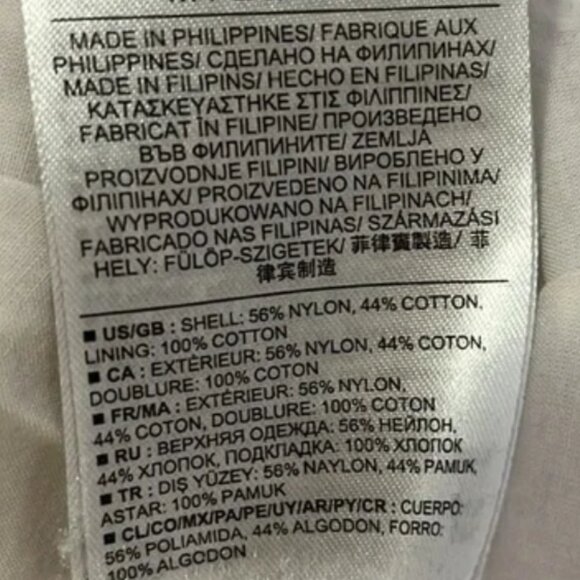 MADE IN PHILIPPINES/ FABRIQUE AUX
PHILIPPINES/ СДЕЛАНО НА ФИЛИПИНАХ/
MADE IN FILIPINS/ HECHO EN FILIPINAS/
ΚΑΤΑΣΚΕΥΑΣΤΗΚΕ ΣΤΙΣ ΦΙΛΙΠΠΙΝΕΣ/
FABRICAT ÎN FILIPINE/ ПРОИЗВЕДЕНО
ВЪВ ФИЛИПИНИТЕ/ ZEMLJA
PROIZVODNJE FILIPINI/ ВИРОБЛЕНО У
ФІЛІПІНАХ/ PROIZVEDENO NA FILIPINIMA/
WYPRODUKOWANO NA FILIPINACH/
FABRICADO NAS FILIPINAS/ SZÁRMAZÁSI
HELY: FÜLÖP-SZIGETEK/ 菲律賓製造/ 菲
律宾制造
■ US/GB : SHELL: 56% NYLON, 44% COTTON,
LINING: 100% COTTON
■ CA : EXTÉRIEUR: 56% NYLON, 44% COTON,
DOUBLURE: 100% COTON
■ FR/MA : EXTÉRIEUR: 56% NYLON,
44% COTON, DOUBLURE: 100% COTON
■ RU : ВЕРХНЯЯ ОДЕЖДА: 56% НЕЙЛОН,
44% ХЛОПОК, ПОДКЛАДКА: 100% ХЛОПОК
■ TR : DIŞ YÜZEY: 56% NAYLON, 44% PAMUK,
ASTAR: 100% PAMUK
■ CL/CO/MX/PA/PE/UY/AR/PY/CR : CUERPO:
56% POLIAMIDA, 44% ALGODON, FORRO:
100% ALGODON